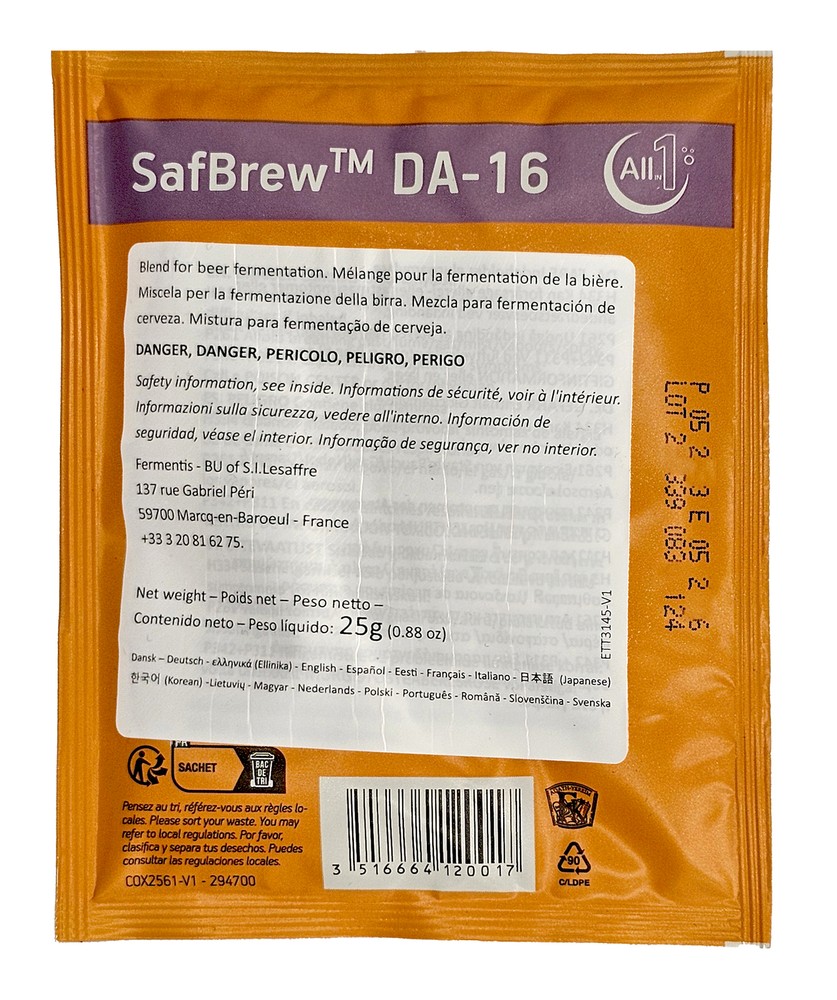 SafBrew™ DA-16
All IN 1
Blend for beer fermentation. Mélange pour la fermentation de la bière.
Miscela per la fermentazione della birra. Mezcla para fermentación de
cerveza. Mistura para fermentação de cerveja.
DANGER, DANGER, PERICOLO, PELIGRO, PERIGO
Safety information, see inside. Informations de sécurité, voir à l'intérieur.
Informazioni sulla sicurezza, vedere all'interno. Información de
seguridad, véase el interior. Informação de segurança, ver no interior.
Fermentis - BU of S.I.Lesaffre
137 rue Gabriel Péri
59700 Marcq-en-Baroeul - France
+33 3 20 81 62 75.
Net weight – Poids net – Peso netto –
Contenido neto – Peso líquido: 25g (0.88 oz)
ETT3145-V1
Dansk – Deutsch - ελληνικά (Ellinika) - English - Español - Eesti - Français - Italiano - 日本語 (Japanese)
한국어 (Korean) -Lietuvių - Magyar - Nederlands - Polski - Português - Română - Slovenščina - Svenska
P 05 2 3 E 05 2 6
LOT 2 339 083 124
SACHET
BAC
DE
TRI
Pensez au tri, référez-vous aux règles lo-
cales. Please sort your waste. You may
refer to local regulations. Por favor,
clasifica y separa tus desechos. Puedes
consultar las regulaciones locales.
COX2561-V1 - 294700
3 516664 120017
90
C/LDPE